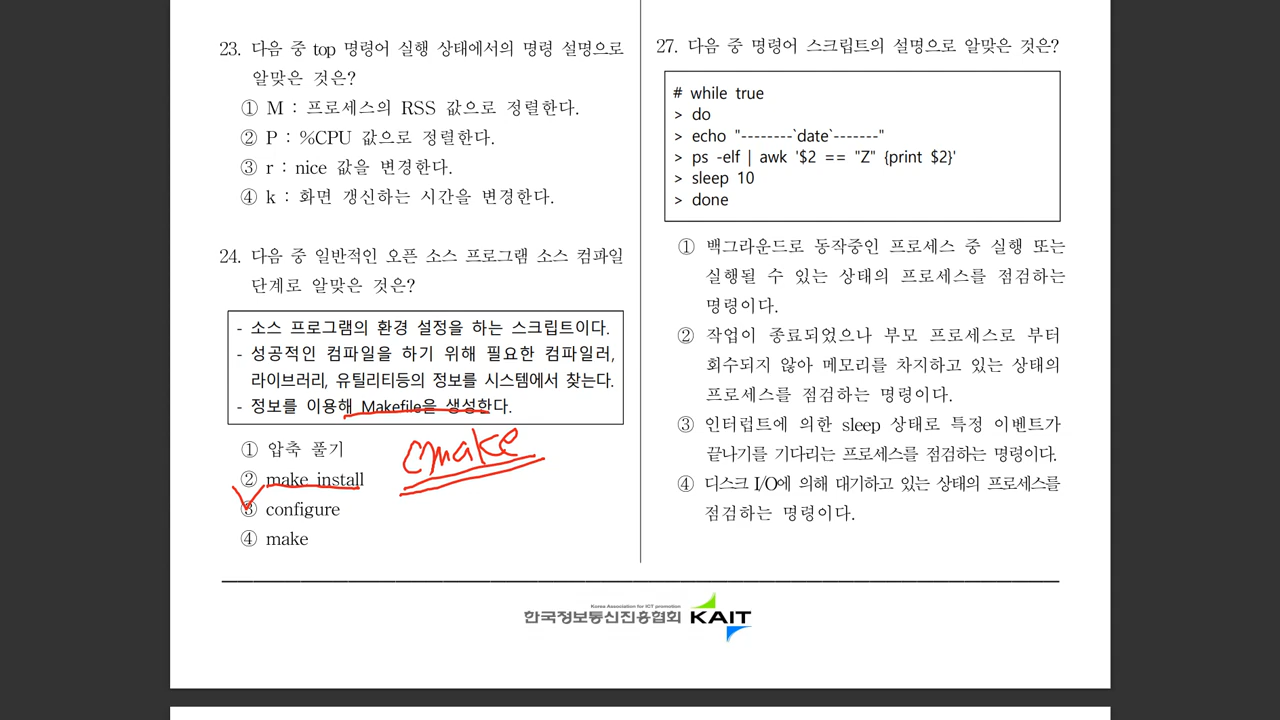 23. 다음 중 top 명령어 실행 상태에서의 명령 설명으로
알맞은 것은?
① M : 프로세스의 RSS 값으로 정렬한다.
② P : %CPU 값으로 정렬한다.
③ r : nice 값을 변경한다.
④ k : 화면 갱신하는 시간을 변경한다.
24. 다음 중 일반적인 오픈 소스 프로그램 소스 컴파일
단계로 알맞은 것은?
- 소스 프로그램의 환경 설정을 하는 스크립트이다.
- 성공적인 컴파일을 하기 위해 필요한 컴파일러,
라이브러리, 유틸리티등의 정보를 시스템에서 찾는다.
- 정보를 이용해 Makefile을 생성한다.
① 압축 풀기
cmake
② make install
③ configure
④ make
27. 다음 중 명령어 스크립트의 설명으로 알맞은 것은?
# while true
> do
> echo "--------`date`-------"
> ps -elf | awk '$2 == "Z" {print $2}'
> sleep 10
> done
① 백그라운드로 동작중인 프로세스 중 실행 또는
실행될 수 있는 상태의 프로세스를 점검하는
명령이다.
② 작업이 종료되었으나 부모 프로세스로 부터
회수되지 않아 메모리를 차지하고 있는 상태의
프로세스를 점검하는 명령이다.
③ 인터럽트에 의한 sleep 상태로 특정 이벤트가
끝나기를 기다리는 프로세스를 점검하는 명령이다.
④ 디스크 I/O에 의해 대기하고 있는 상태의 프로세스를
점검하는 명령이다.
Korea Association for ICT promotion
한국정보통신진흥협회 KAIT